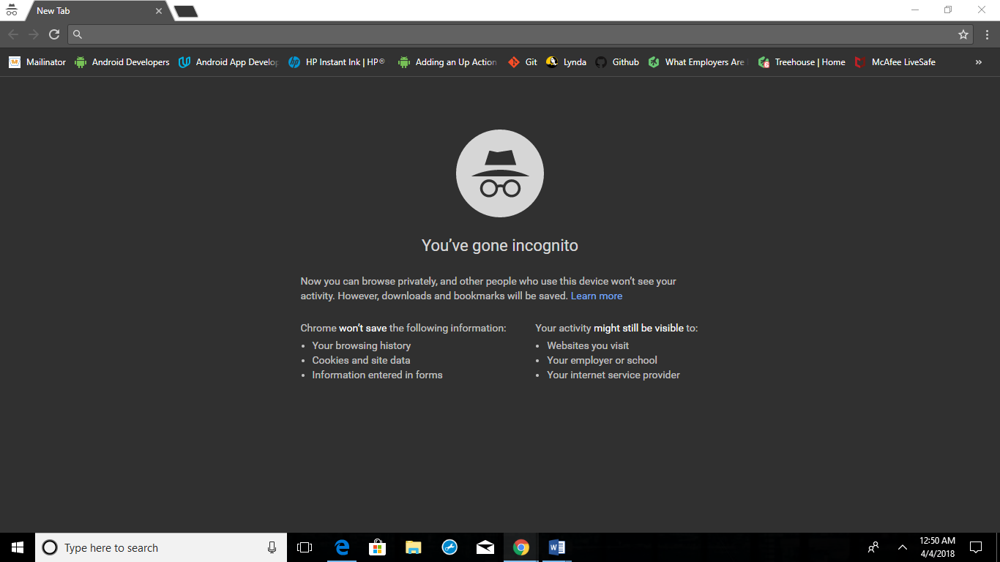 New Tab
Mailinator Android Developers Android App Develop HP Instant Ink | HP® Adding an Up Action Git Lynda Github What Employers Are Treehouse | Home McAfee LiveSafe »
You've gone incognito
Now you can browse privately, and other people who use this device won't see your
activity. However, downloads and bookmarks will be saved. Learn more
Chrome won't save the following information:
• Your browsing history
• Cookies and site data
• Information entered in forms
Your activity might still be visible to:
• Websites you visit
• Your employer or school
• Your internet service provider
Type here to search
12:50 AM
4/4/2018